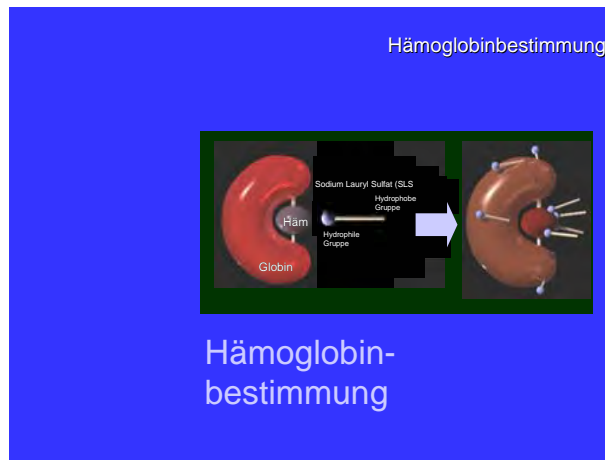 Hämoglobinbestimmung
Sodium Lauryl Sulfat (SLS
Hydrophobe
Gruppe
Häm
Hydrophile
Gruppe
Globin
Hämoglobin-
bestimmung